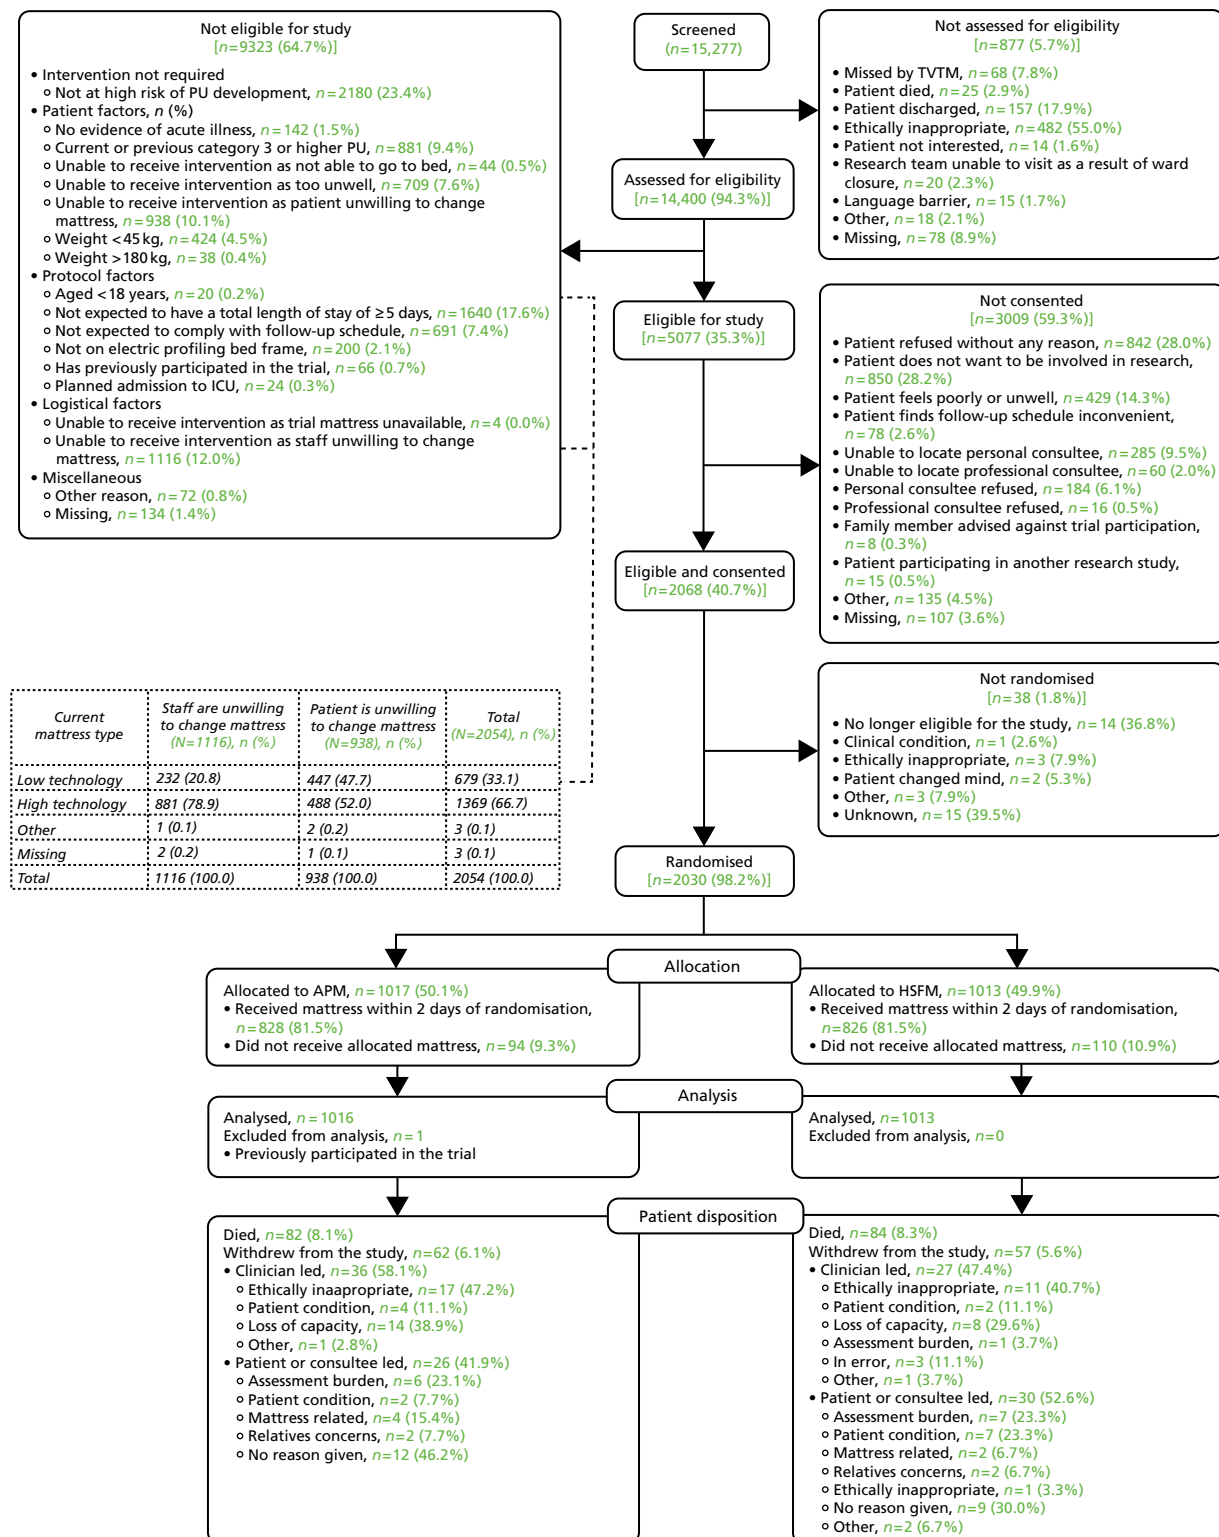 Not eligible for study
[n=9323 (64.7%)]
• Intervention not required
○ Not at high risk of PU development, n=2180 (23.4%)
• Patient factors, n (%)
○ No evidence of acute illness, n=142 (1.5%)
○ Current or previous category 3 or higher PU, n=881 (9.4%)
○ Unable to receive intervention as not able to go to bed, n=44 (0.5%)
○ Unable to receive intervention as too unwell, n=709 (7.6%)
○ Unable to receive intervention as patient unwilling to change
mattress, n=938 (10.1%)
○ Weight <45 kg, n=424 (4.5%)
○ Weight >180 kg, n=38 (0.4%)
• Protocol factors
○ Aged <18 years, n=20 (0.2%)
○ Not expected to have a total length of stay of ≥5 days, n=1640 (17.6%)
○ Not expected to comply with follow-up schedule, n=691 (7.4%)
○ Not on electric profiling bed frame, n=200 (2.1%)
○ Has previously participated in the trial, n=66 (0.7%)
○ Planned admission to ICU, n=24 (0.3%)
• Logistical factors
○ Unable to receive intervention as trial mattress unavailable, n=4 (0.0%)
○ Unable to receive intervention as staff unwilling to change
mattress, n=1116 (12.0%)
• Miscellaneous
○ Other reason, n=72 (0.8%)
○ Missing, n=134 (1.4%)
Screened
(n=15,277)
Not assessed for eligibility
[n=877 (5.7%)]
• Missed by TVTM, n=68 (7.8%)
• Patient died, n=25 (2.9%)
• Patient discharged, n=157 (17.9%)
• Ethically inappropriate, n=482 (55.0%)
• Patient not interested, n=14 (1.6%)
• Research team unable to visit as a result of ward
closure, n=20 (2.3%)
• Language barrier, n=15 (1.7%)
• Other, n=18 (2.1%)
• Missing, n=78 (8.9%)
Assessed for eligibility
[n=14,400 (94.3%)]
Eligible for study
[n=5077 (35.3%)]
Not consented
[n=3009 (59.3%)]
• Patient refused without any reason, n=842 (28.0%)
• Patient does not want to be involved in research,
n=850 (28.2%)
• Patient feels poorly or unwell, n=429 (14.3%)
• Patient finds follow-up schedule inconvenient,
n=78 (2.6%)
• Unable to locate personal consultee, n=285 (9.5%)
• Unable to locate professional consultee, n=60 (2.0%)
• Personal consultee refused, n=184 (6.1%)
• Professional consultee refused, n=16 (0.5%)
• Family member advised against trial participation,
n=8 (0.3%)
• Patient participating in another research study,
n=15 (0.5%)
• Other, n=135 (4.5%)
• Missing, n=107 (3.6%)
Eligible and consented
[n=2068 (40.7%)]
Not randomised
[n=38 (1.8%)]
• No longer eligible for the study, n=14 (36.8%)
• Clinical condition, n=1 (2.6%)
• Ethically inappropriate, n=3 (7.9%)
• Patient changed mind, n=2 (5.3%)
• Other, n=3 (7.9%)
• Unknown, n=15 (39.5%)
Current mattress type | Staff are unwilling to change mattress (N=1116), n (%) | Patient is unwilling to change mattress (N=938), n (%) | Total (N=2054), n (%)
Low technology | 232 (20.8) | 447 (47.7) | 679 (33.1)
High technology | 881 (78.9) | 488 (52.0) | 1369 (66.7)
Other | 1 (0.1) | 2 (0.2) | 3 (0.1)
Missing | 2 (0.2) | 1 (0.1) | 3 (0.1)
Total | 1116 (100.0) | 938 (100.0) | 2054 (100.0)
Randomised
[n=2030 (98.2%)]
Allocation
Allocated to APM, n=1017 (50.1%)
• Received mattress within 2 days of randomisation,
n=828 (81.5%)
• Did not receive allocated mattress, n=94 (9.3%)
Allocated to HSFM, n=1013 (49.9%)
• Received mattress within 2 days of randomisation,
n=826 (81.5%)
• Did not receive allocated mattress, n=110 (10.9%)
Analysis
Analysed, n=1016
Excluded from analysis, n=1
• Previously participated in the trial
Analysed, n=1013
Excluded from analysis, n=0
Patient disposition
Died, n=82 (8.1%)
Withdrew from the study, n=62 (6.1%)
• Clinician led, n=36 (58.1%)
○ Ethically inaapropriate, n=17 (47.2%)
○ Patient condition, n=4 (11.1%)
○ Loss of capacity, n=14 (38.9%)
○ Other, n=1 (2.8%)
• Patient or consultee led, n=26 (41.9%)
○ Assessment burden, n=6 (23.1%)
○ Patient condition, n=2 (7.7%)
○ Mattress related, n=4 (15.4%)
○ Relatives concerns, n=2 (7.7%)
○ No reason given, n=12 (46.2%)
Died, n=84 (8.3%)
Withdrew from the study, n=57 (5.6%)
• Clinician led, n=27 (47.4%)
○ Ethically inappropriate, n=11 (40.7%)
○ Patient condition, n=2 (11.1%)
○ Loss of capacity, n=8 (29.6%)
○ Assessment burden, n=1 (3.7%)
○ In error, n=3 (11.1%)
○ Other, n=1 (3.7%)
• Patient or consultee led, n=30 (52.6%)
○ Assessment burden, n=7 (23.3%)
○ Patient condition, n=7 (23.3%)
○ Mattress related, n=2 (6.7%)
○ Relatives concerns, n=2 (6.7%)
○ Ethically inappropriate, n=1 (3.3%)
○ No reason given, n=9 (30.0%)
○ Other, n=2 (6.7%)